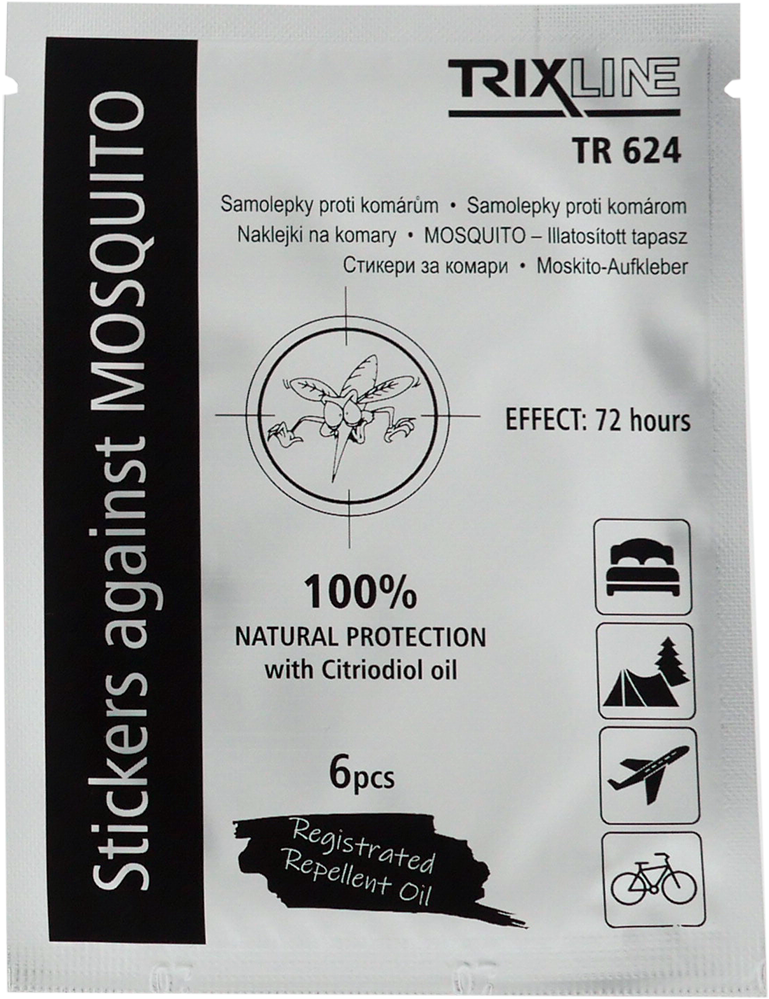 Stickers against MOSQUITO
TRIXLINE
TR 624
Samolepky proti komárům • Samolepky proti komárom
Naklejki na komary • MOSQUITO – Illatosított tapasz
Стикери за комари • Moskito-Aufkleber
EFFECT: 72 hours
100%
NATURAL PROTECTION
with Citriodiol oil
6pcs
Registrated
Repellent Oil